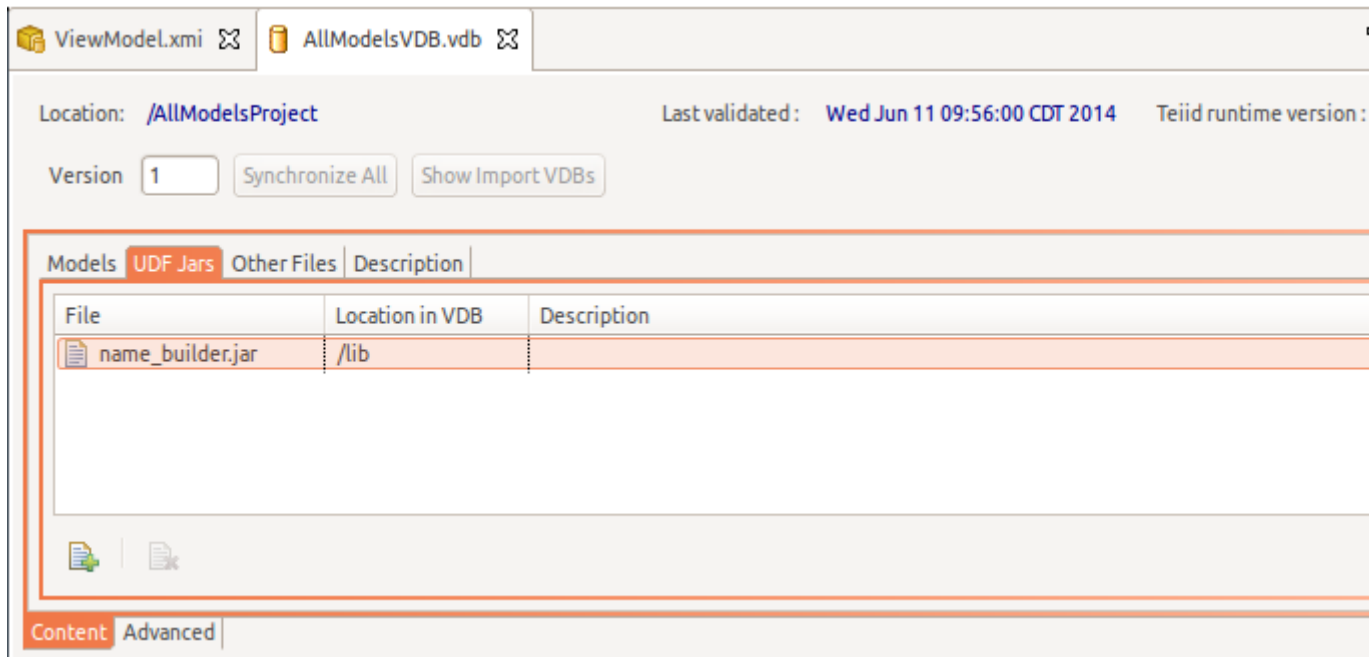 ViewModel.xmi AllModelsVDB.vdb
Location: /AllModelsProject Last validated : Wed Jun 11 09:56:00 CDT 2014 Teiid runtime version :
Version 1 Synchronize All Show Import VDBs
Models UDF Jars Other Files Description
File Location in VDB Description
name_builder.jar /lib
Content Advanced